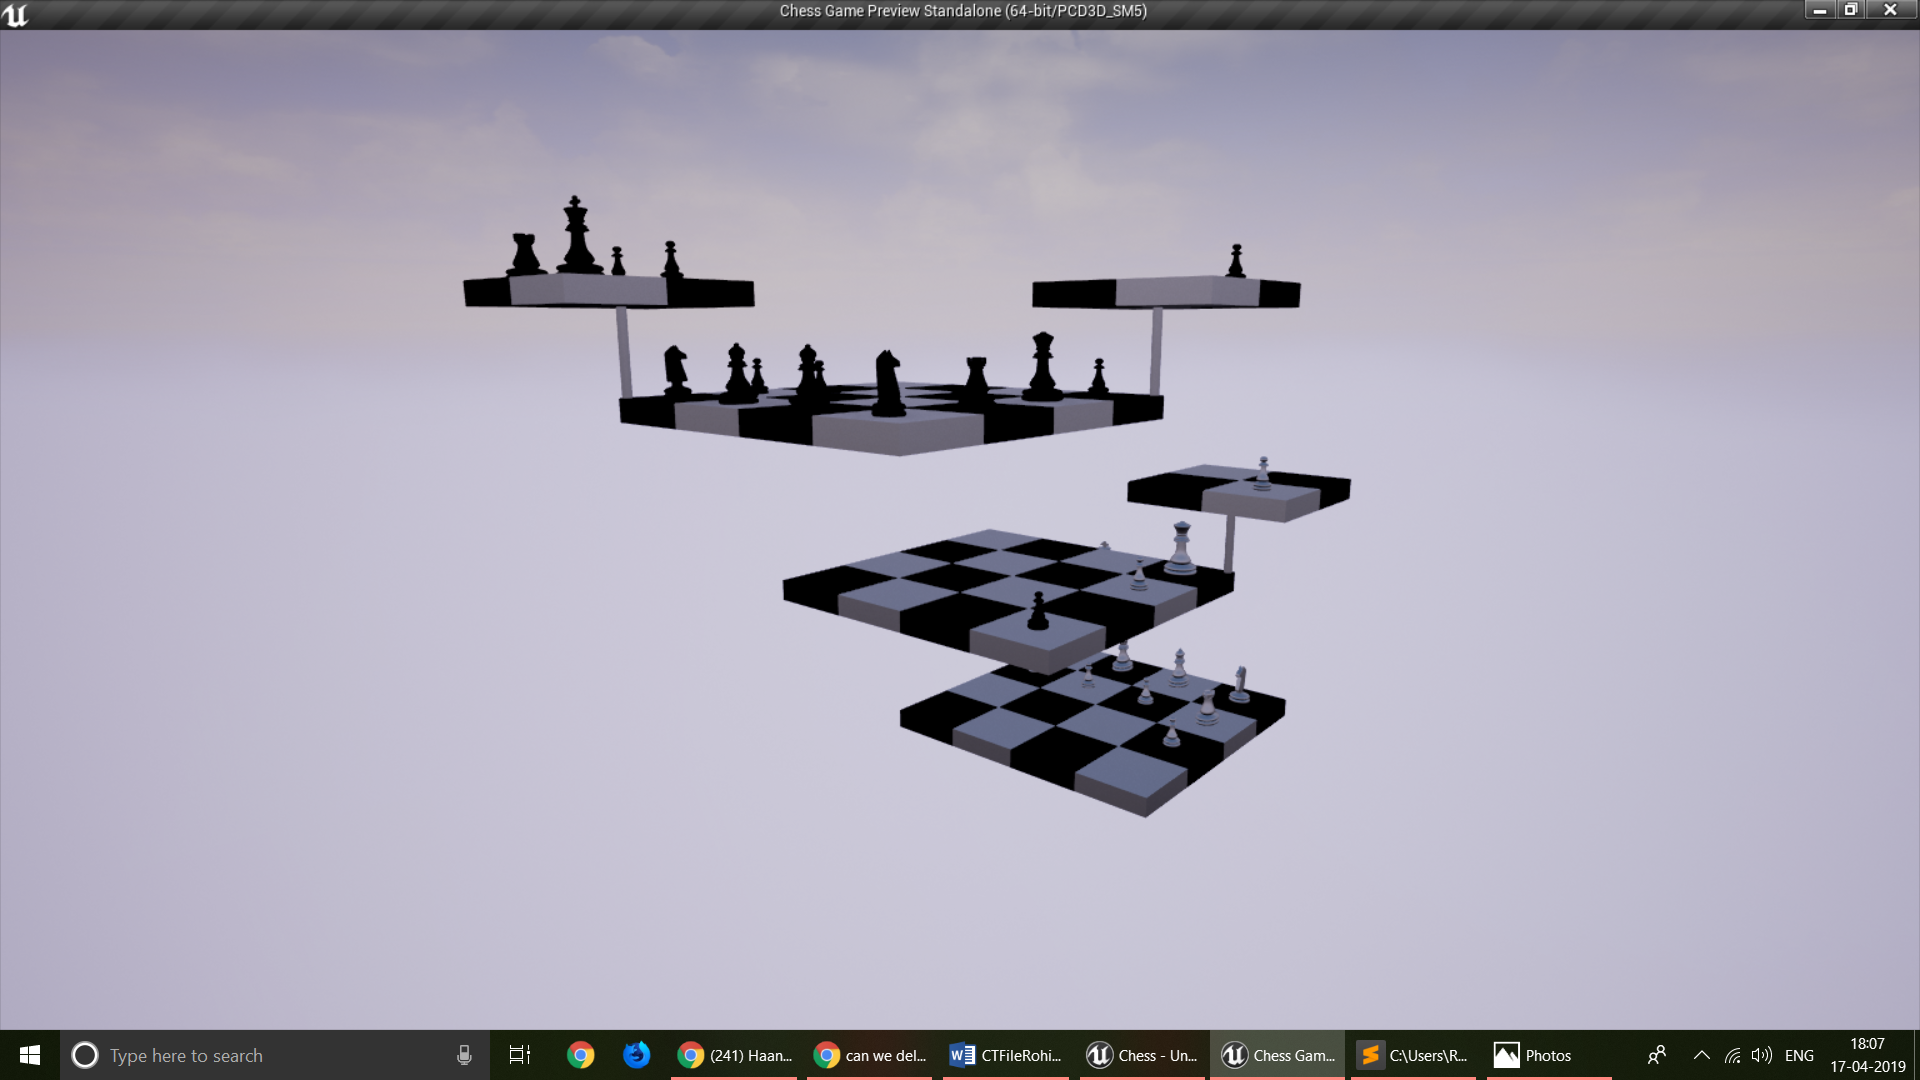 Chess Game Preview Standalone (64-bit/PCD3D_SM5)
Type here to search
(241) Haan...
can we del...
CTFileRohi...
Chess - Un...
Chess Gam...
C:\Users\R...
Photos
ENG
18:07
17-04-2019